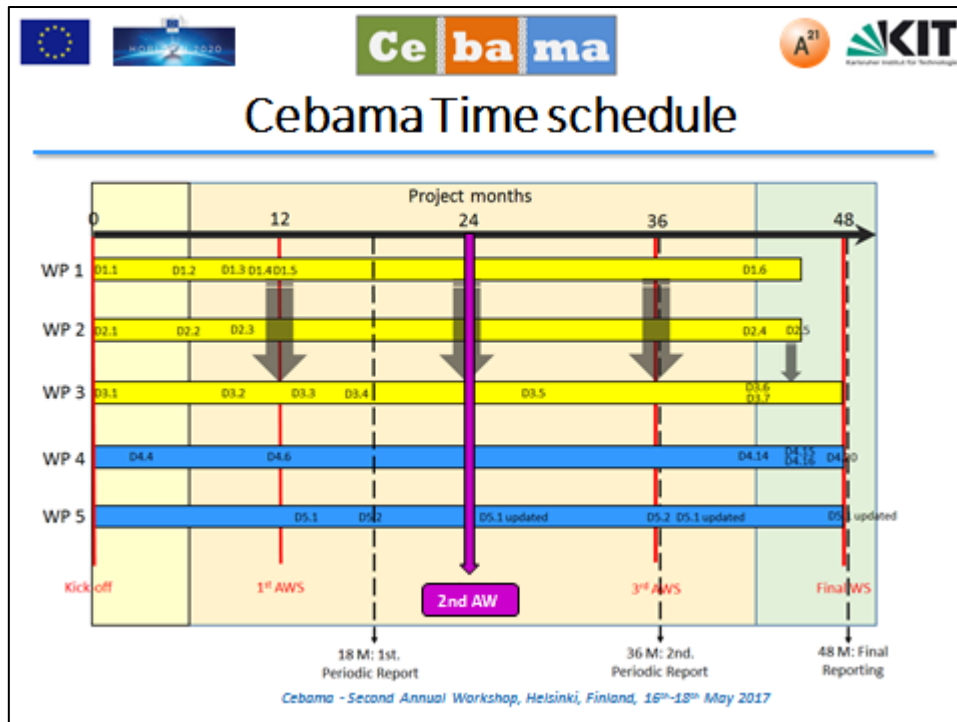 HORIZON 2020
Ce ba ma
A21
KIT
Karlsruher Institut für Technologie
Cebama Time schedule
Project months
0 12 24 36 48
WP 1 D1.1 D1.2 D1.3 D1.4 D1.5 D1.6
WP 2 D2.1 D2.2 D2.3 D2.4 D2.5
WP 3 D3.1 D3.2 D3.3 D3.4 D3.5 D3.6
D3.7
WP 4 D4.4 D4.6 D4.14 D4.15
D4.16
WP 5 D5.1 D5.2 D5.1 updated D5.2 D5.1 updated D5.1 updated
Kick off 1st AWS 2nd AW 3rd AWS Final WS
18 M: 1st.
Periodic Report
36 M: 2nd.
Periodic Report
48 M: Final
Reporting
Cebama - Second Annual Workshop, Helsinki, Finland, 16th-18th May 2017